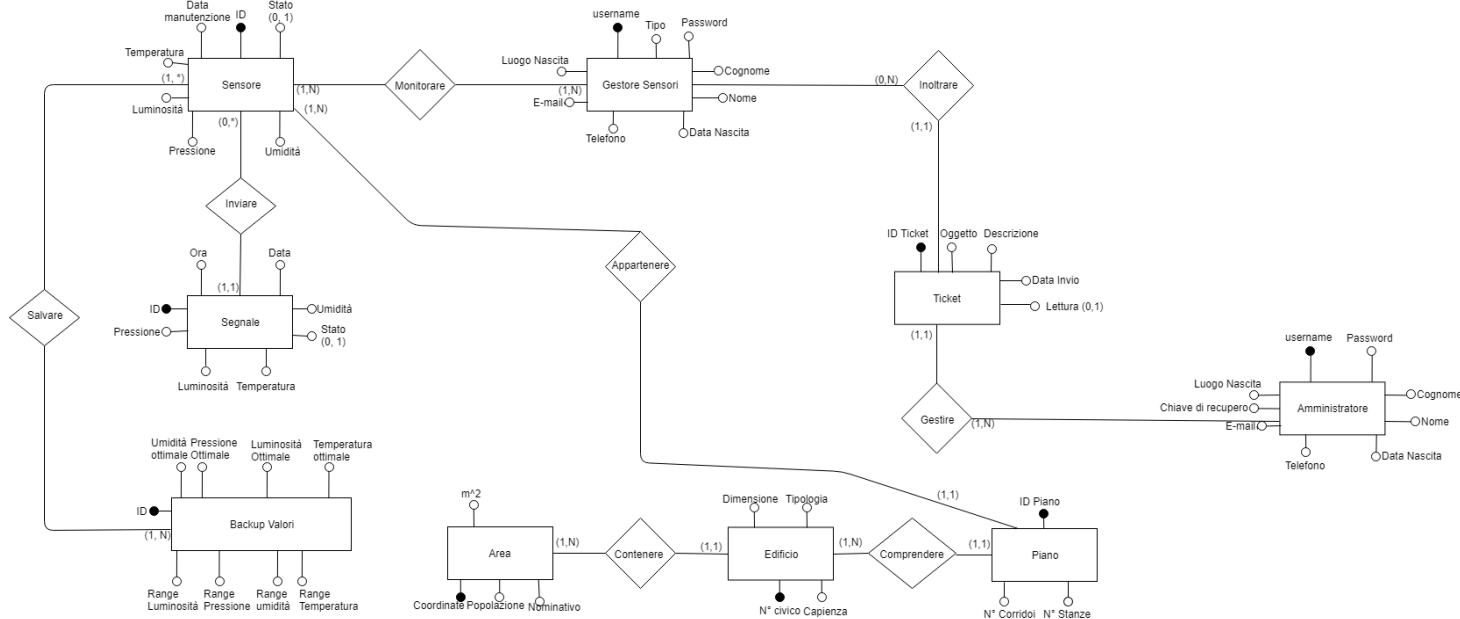 Data
manutenzione
ID
Stato
(0, 1)
Temperatura
(1, *)
Sensore
(1,N)
(1,N)
Luminosità
(0,*)
Pressione
Umidità
Monitorare
username
Tipo
Password
Luogo Nascita
Cognome
(1,N)
Gestore Sensori
E-mail
Nome
Telefono
Data Nascita
(0,N)
Inoltrare
(1,1)
Inviare
Ora
Data
(1,1)
ID
Umidità
Segnale
Pressione
Stato
(0, 1)
Luminosità
Temperatura
Salvare
Appartenere
ID Ticket
Oggetto
Descrizione
Data Invio
Ticket
Lettura (0,1)
(1,1)
Gestire
(1,N)
username
Password
Luogo Nascita
Chiave di recupero
Amministratore
Cognome
E-mail
Nome
Telefono
Data Nascita
Umidità
ottimale
Pressione
Ottimale
Luminosità
Ottimale
Temperatura
ottimale
ID
Backup Valori
(1, N)
Range
Luminosità
Range
Pressione
Range
umidità
Range
Temperatura
m^2
Area
(1,N)
Coordinate
Popolazione
Nominativo
Contenere
(1,1)
Dimensione
Tipologia
Edificio
(1,N)
N° civico
Capienza
Comprendere
(1,1)
(1,1)
ID Piano
Piano
N° Corridoi
N° Stanze